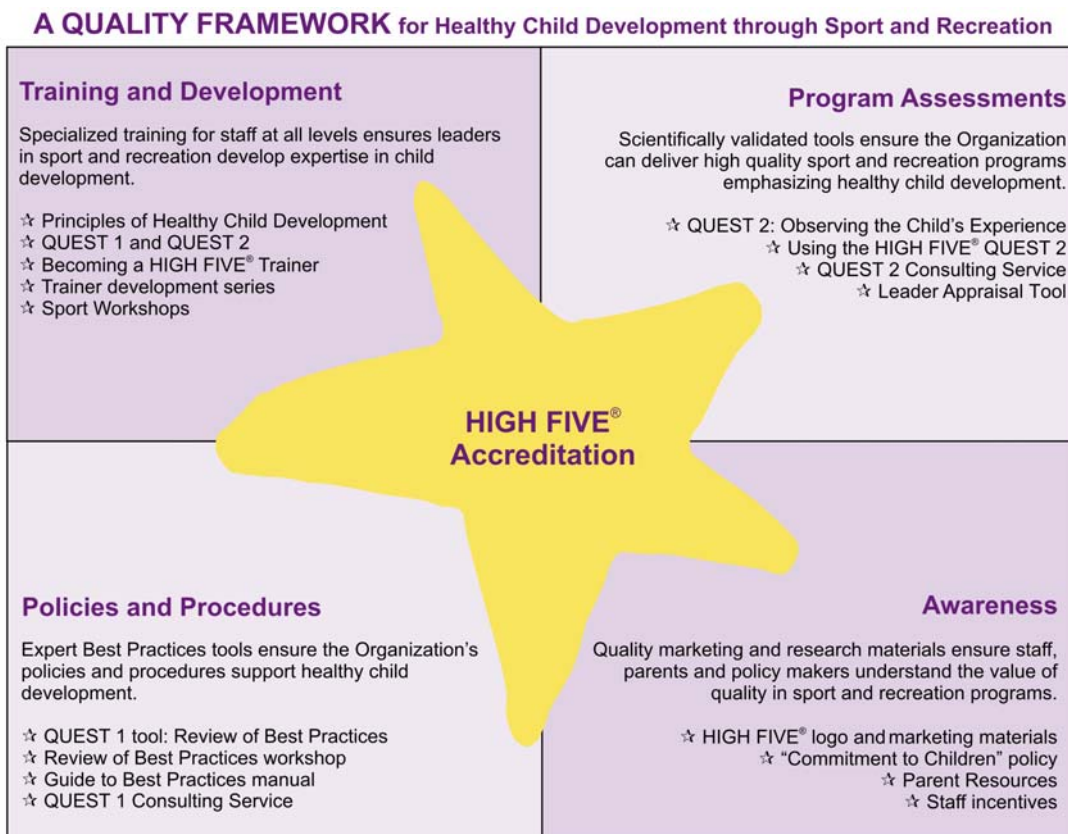 A QUALITY FRAMEWORK for Healthy Child Development through Sport and Recreation
Training and Development
Specialized training for staff at all levels ensures leaders
in sport and recreation develop expertise in child
development.
☆ Principles of Healthy Child Development
☆ QUEST 1 and QUEST 2
☆ Becoming a HIGH FIVE® Trainer
☆ Trainer development series
☆ Sport Workshops
Program Assessments
Scientifically validated tools ensure the Organization
can deliver high quality sport and recreation programs
emphasizing healthy child development.
☆ QUEST 2: Observing the Child's Experience
☆ Using the HIGH FIVE® QUEST 2
☆ QUEST 2 Consulting Service
☆ Leader Appraisal Tool
HIGH FIVE®
Accreditation
Policies and Procedures
Expert Best Practices tools ensure the Organization's
policies and procedures support healthy child
development.
☆ QUEST 1 tool: Review of Best Practices
☆ Review of Best Practices workshop
☆ Guide to Best Practices manual
☆ QUEST 1 Consulting Service
Awareness
Quality marketing and research materials ensure staff,
parents and policy makers understand the value of
quality in sport and recreation programs.
☆ HIGH FIVE® logo and marketing materials
☆ "Commitment to Children" policy
☆ Parent Resources
☆ Staff incentives